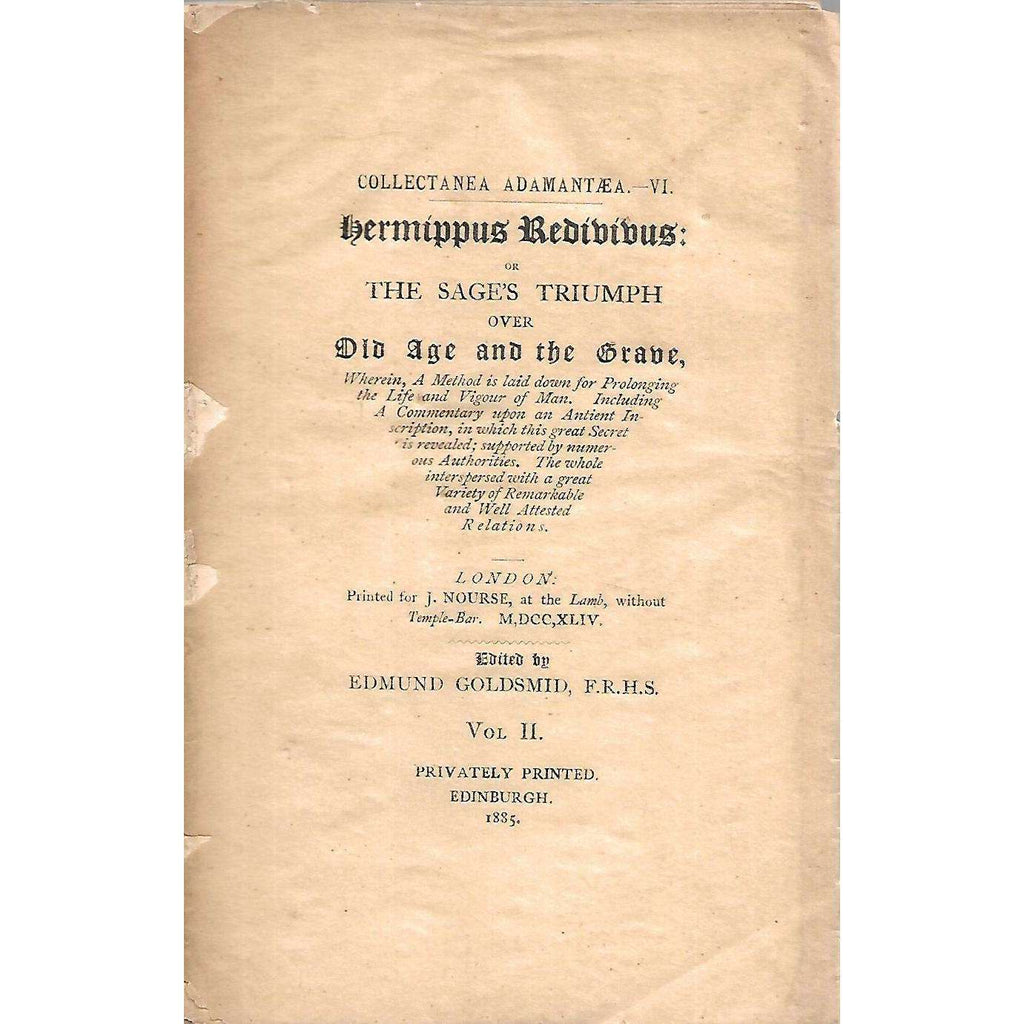 COLLECTANEA ADAMANTÆA.—VI.
Hermippus Redivivus:
OR
THE SAGE'S TRIUMPH
OVER
Old Age and the Grave,
Wherein, A Method is laid down for Prolonging
the Life and Vigour of Man. Including
A Commentary upon an Antient In-
scription, in which this great Secret
is revealed; supported by numer-
ous Authorities. The whole
interspersed with a great
Variety of Remarkable
and Well Attested
Relations.
LONDON:
Printed for J. NOURSE, at the Lamb, without
Temple-Bar. M,DCC,XLIV.
Edited by
EDMUND GOLDSMID, F.R.H.S.
VOL II.
PRIVATELY PRINTED.
EDINBURGH.
1885.